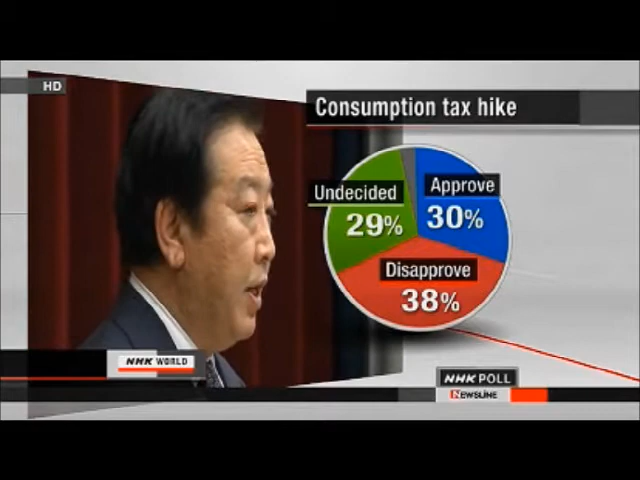 HD
Consumption tax hike
Undecided
29%
Approve
30%
Disapprove
38%
NHK WORLD
NHK POLL
NEWSLINE